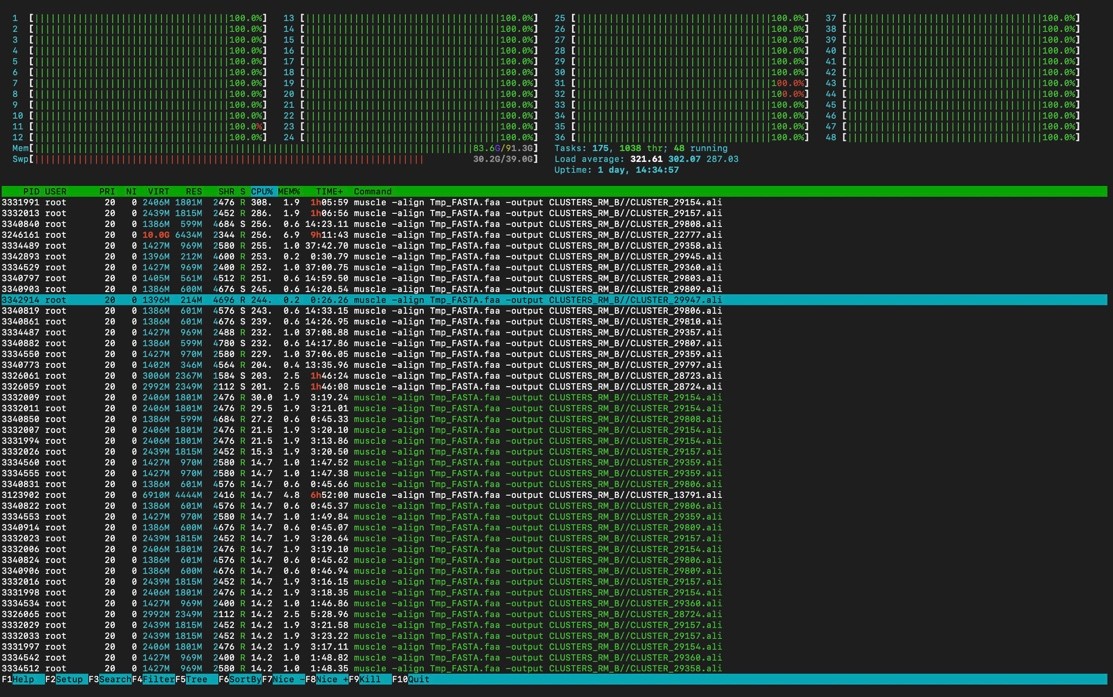 1 [100.0%] 13 [100.0%] 25 [100.0%] 37 [100.0%]
2 [100.0%] 14 [100.0%] 26 [100.0%] 38 [100.0%]
3 [100.0%] 15 [100.0%] 27 [100.0%] 39 [100.0%]
4 [100.0%] 16 [100.0%] 28 [100.0%] 40 [100.0%]
5 [100.0%] 17 [100.0%] 29 [100.0%] 41 [100.0%]
6 [100.0%] 18 [100.0%] 30 [100.0%] 42 [100.0%]
7 [100.0%] 19 [100.0%] 31 [100.0%] 43 [100.0%]
8 [100.0%] 20 [100.0%] 32 [100.0%] 44 [100.0%]
9 [100.0%] 21 [100.0%] 33 [100.0%] 45 [100.0%]
10 [100.0%] 22 [100.0%] 34 [100.0%] 46 [100.0%]
11 [100.0%] 23 [100.0%] 35 [100.0%] 47 [100.0%]
12 [100.0%] 24 [100.0%] 36 [100.0%] 48 [100.0%]
Mem[83.6G/91.3G] Tasks: 175, 1038 thr; 48 running
Swp[30.2G/39.0G] Load average: 321.61 302.07 287.03
Uptime: 1 day, 14:34:57
PID USER PRI NI VIRT RES SHR S CPU% MEM% TIME+ Command
3331991 root 20 0 2406M 1801M 2476 R 308. 1.9 1h05:59 muscle -align Tmp_FASTA.faa -output CLUSTERS_RM_B//CLUSTER_29154.ali
3332013 root 20 0 2439M 1815M 2452 R 286. 1.9 1h06:56 muscle -align Tmp_FASTA.faa -output CLUSTERS_RM_B//CLUSTER_29157.ali
3340840 root 20 0 1386M 599M 4684 S 256. 0.6 14:23.11 muscle -align Tmp_FASTA.faa -output CLUSTERS_RM_B//CLUSTER_29808.ali
3246161 root 20 0 10.0G 6434M 2344 R 256. 6.9 9h11:43 muscle -align Tmp_FASTA.faa -output CLUSTERS_RM_B//CLUSTER_22777.ali
3334489 root 20 0 1427M 969M 2580 R 255. 1.0 37:42.70 muscle -align Tmp_FASTA.faa -output CLUSTERS_RM_B//CLUSTER_29358.ali
3342893 root 20 0 1396M 212M 4600 R 253. 0.2 0:30.79 muscle -align Tmp_FASTA.faa -output CLUSTERS_RM_B//CLUSTER_29945.ali
3334529 root 20 0 1427M 969M 2400 R 252. 1.0 37:00.75 muscle -align Tmp_FASTA.faa -output CLUSTERS_RM_B//CLUSTER_29360.ali
3340797 root 20 0 1405M 561M 4512 R 251. 0.6 14:59.50 muscle -align Tmp_FASTA.faa -output CLUSTERS_RM_B//CLUSTER_29803.ali
3340903 root 20 0 1386M 600M 4676 S 245. 0.6 14:20.54 muscle -align Tmp_FASTA.faa -output CLUSTERS_RM_B//CLUSTER_29809.ali
3342914 root 20 0 1396M 214M 4696 R 244. 0.2 0:26.26 muscle -align Tmp_FASTA.faa -output CLUSTERS_RM_B//CLUSTER_29947.ali
3340819 root 20 0 1386M 601M 4576 S 243. 0.6 14:33.15 muscle -align Tmp_FASTA.faa -output CLUSTERS_RM_B//CLUSTER_29806.ali
3340861 root 20 0 1386M 601M 4676 S 239. 0.6 14:26.95 muscle -align Tmp_FASTA.faa -output CLUSTERS_RM_B//CLUSTER_29810.ali
3334487 root 20 0 1427M 969M 2488 R 232. 1.0 37:08.88 muscle -align Tmp_FASTA.faa -output CLUSTERS_RM_B//CLUSTER_29357.ali
3340882 root 20 0 1386M 599M 4780 S 232. 0.6 14:17.86 muscle -align Tmp_FASTA.faa -output CLUSTERS_RM_B//CLUSTER_29807.ali
3334550 root 20 0 1427M 970M 2580 R 229. 1.0 37:06.05 muscle -align Tmp_FASTA.faa -output CLUSTERS_RM_B//CLUSTER_29359.ali
3340773 root 20 0 1402M 346M 4564 R 204. 0.4 13:35.96 muscle -align Tmp_FASTA.faa -output CLUSTERS_RM_B//CLUSTER_29797.ali
3326061 root 20 0 3006M 2367M 1584 S 203. 2.5 1h46:24 muscle -align Tmp_FASTA.faa -output CLUSTERS_RM_B//CLUSTER_28723.ali
3326059 root 20 0 2992M 2349M 2112 S 201. 2.5 1h46:08 muscle -align Tmp_FASTA.faa -output CLUSTERS_RM_B//CLUSTER_28724.ali
3332009 root 20 0 2406M 1801M 2476 R 30.0 1.9 3:19.24 muscle -align Tmp_FASTA.faa -output CLUSTERS_RM_B//CLUSTER_29154.ali
3332011 root 20 0 2406M 1801M 2476 R 29.5 1.9 3:21.01 muscle -align Tmp_FASTA.faa -output CLUSTERS_RM_B//CLUSTER_29154.ali
3340850 root 20 0 1386M 599M 4684 R 27.2 0.6 0:45.33 muscle -align Tmp_FASTA.faa -output CLUSTERS_RM_B//CLUSTER_29808.ali
3332007 root 20 0 2406M 1801M 2476 R 21.5 1.9 3:20.10 muscle -align Tmp_FASTA.faa -output CLUSTERS_RM_B//CLUSTER_29154.ali
3331994 root 20 0 2406M 1801M 2476 R 21.5 1.9 3:13.86 muscle -align Tmp_FASTA.faa -output CLUSTERS_RM_B//CLUSTER_29154.ali
3332026 root 20 0 2439M 1815M 2452 R 15.3 1.9 3:20.50 muscle -align Tmp_FASTA.faa -output CLUSTERS_RM_B//CLUSTER_29157.ali
3334560 root 20 0 1427M 970M 2580 R 14.7 1.0 1:47.52 muscle -align Tmp_FASTA.faa -output CLUSTERS_RM_B//CLUSTER_29359.ali
3334555 root 20 0 1427M 970M 2580 R 14.7 1.0 1:47.38 muscle -align Tmp_FASTA.faa -output CLUSTERS_RM_B//CLUSTER_29359.ali
3340831 root 20 0 1386M 601M 4576 R 14.7 0.6 0:45.66 muscle -align Tmp_FASTA.faa -output CLUSTERS_RM_B//CLUSTER_29806.ali
3123902 root 20 0 6910M 4444M 2416 R 14.7 4.8 6h52:00 muscle -align Tmp_FASTA.faa -output CLUSTERS_RM_B//CLUSTER_13791.ali
3340822 root 20 0 1386M 601M 4576 R 14.7 0.6 0:45.37 muscle -align Tmp_FASTA.faa -output CLUSTERS_RM_B//CLUSTER_29806.ali
3334553 root 20 0 1427M 970M 2580 R 14.7 1.0 1:49.84 muscle -align Tmp_FASTA.faa -output CLUSTERS_RM_B//CLUSTER_29359.ali
3340914 root 20 0 1386M 600M 4676 R 14.7 0.6 0:45.07 muscle -align Tmp_FASTA.faa -output CLUSTERS_RM_B//CLUSTER_29809.ali
3332023 root 20 0 2439M 1815M 2452 R 14.7 1.9 3:20.64 muscle -align Tmp_FASTA.faa -output CLUSTERS_RM_B//CLUSTER_29157.ali
3332006 root 20 0 2406M 1801M 2476 R 14.7 1.9 3:19.10 muscle -align Tmp_FASTA.faa -output CLUSTERS_RM_B//CLUSTER_29154.ali
3340824 root 20 0 1386M 601M 4576 R 14.7 0.6 0:45.62 muscle -align Tmp_FASTA.faa -output CLUSTERS_RM_B//CLUSTER_29806.ali
3340906 root 20 0 1386M 600M 4676 R 14.7 0.6 0:46.94 muscle -align Tmp_FASTA.faa -output CLUSTERS_RM_B//CLUSTER_29809.ali
3332016 root 20 0 2439M 1815M 2452 R 14.7 1.9 3:16.15 muscle -align Tmp_FASTA.faa -output CLUSTERS_RM_B//CLUSTER_29157.ali
3331998 root 20 0 2406M 1801M 2476 R 14.2 1.9 3:18.35 muscle -align Tmp_FASTA.faa -output CLUSTERS_RM_B//CLUSTER_29154.ali
3334534 root 20 0 1427M 969M 2400 R 14.2 1.0 1:46.86 muscle -align Tmp_FASTA.faa -output CLUSTERS_RM_B//CLUSTER_29360.ali
3326065 root 20 0 2992M 2349M 2112 R 14.2 2.5 5:28.96 muscle -align Tmp_FASTA.faa -output CLUSTERS_RM_B//CLUSTER_28724.ali
3332029 root 20 0 2439M 1815M 2452 R 14.2 1.9 3:21.58 muscle -align Tmp_FASTA.faa -output CLUSTERS_RM_B//CLUSTER_29157.ali
3332033 root 20 0 2439M 1815M 2452 R 14.2 1.9 3:23.22 muscle -align Tmp_FASTA.faa -output CLUSTERS_RM_B//CLUSTER_29157.ali
3331997 root 20 0 2406M 1801M 2476 R 14.2 1.9 3:17.11 muscle -align Tmp_FASTA.faa -output CLUSTERS_RM_B//CLUSTER_29154.ali
3334542 root 20 0 1427M 969M 2400 R 14.2 1.0 1:48.82 muscle -align Tmp_FASTA.faa -output CLUSTERS_RM_B//CLUSTER_29360.ali
3334512 root 20 0 1427M 969M 2580 R 14.2 1.0 1:48.35 muscle -align Tmp_FASTA.faa -output CLUSTERS_RM_B//CLUSTER_29358.ali
F1Help F2Setup F3SearchF4FilterF5Tree F6SortByF7Nice -F8Nice +F9Kill F10Quit